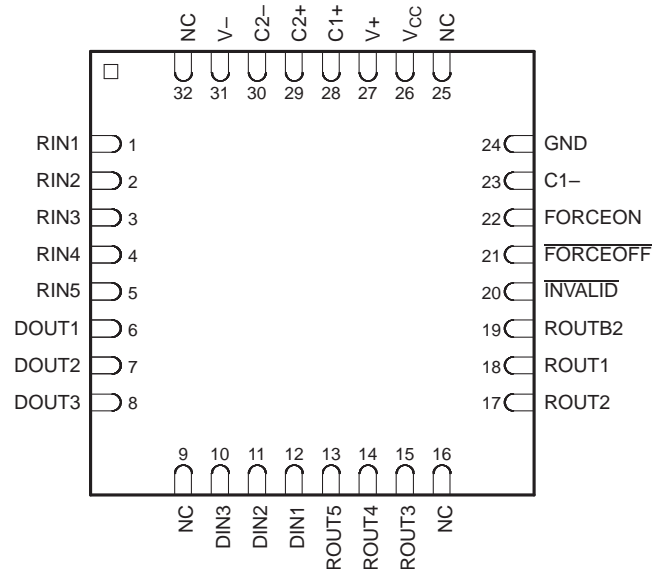 NC V– C2– C2+ C1+ V+ VCC NC
32 31 30 29 28 27 26 25
RIN1 1 24 GND
RIN2 2 23 C1–
RIN3 3 22 FORCEON
RIN4 4 21 FORCEOFF
RIN5 5 20 INVALID
DOUT1 6 19 ROUTB2
DOUT2 7 18 ROUT1
DOUT3 8 17 ROUT2
9 10 11 12 13 14 15 16
NC DIN3 DIN2 DIN1 ROUT5 ROUT4 ROUT3 NC